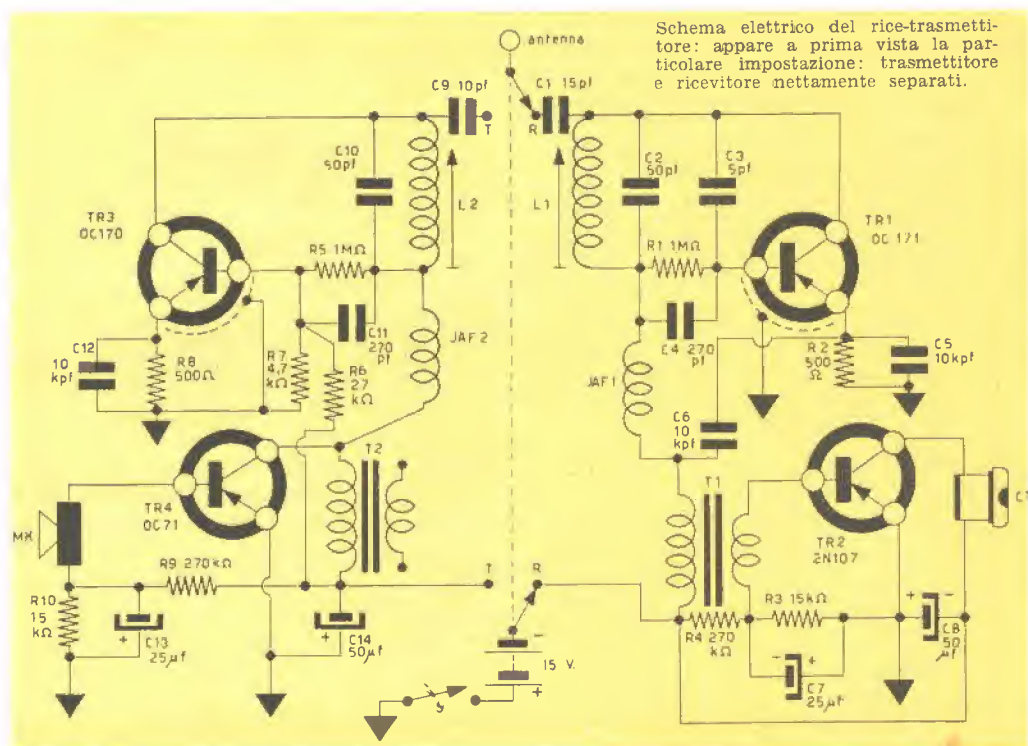 Schema elettrico del rice-trasmetti-
tore: appare a prima vista la par-
ticolare impostazione: trasmettitore
e ricevitore nettamente separati.
antenna
C9 10pf
T
C1 15pf
R
C10
50pf
C2
50pf
C3
5pf
L2
L1
TR3
OC170
TR1
OC 171
R5 1MΩ
R1 1MΩ
C11
270
pf
C4 270
pf
C12
10
kpf
R8
500Ω
R7
4,7
kΩ
R6
27
kΩ
JAF2
JAF1
R2
500
Ω
C5
10kpf
C6
10
kpf
T2
T1
MK
TR4
OC71
TR2
2N107
R9 270kΩ
T
R
R10
15
kΩ
+
C13
25µf
+
C14
50µf
-
15 V.
+
S
R3 15kΩ
R4 270
kΩ
-
+
C7
25µf
+
-
C8
50
µf